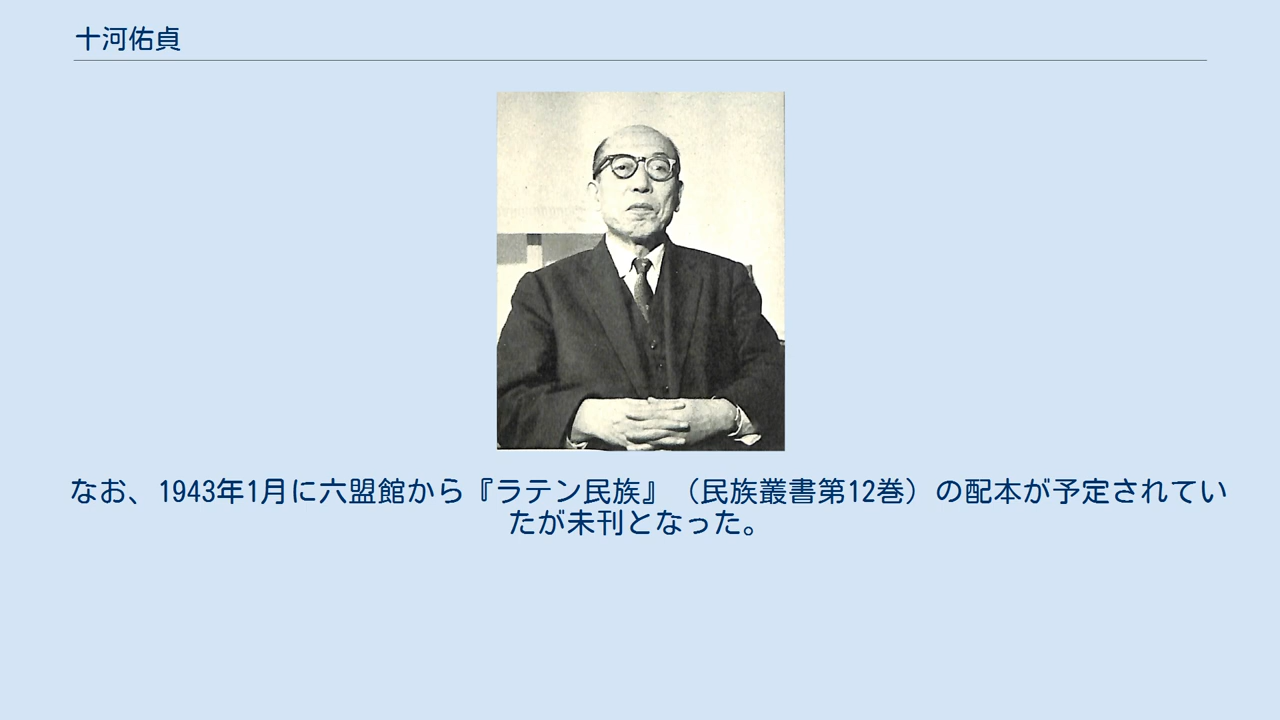 十河佑貞
なお、1943年1月に六盟館から『ラテン民族』（民族叢書第12巻）の配本が予定されてい
たが未刊となった。